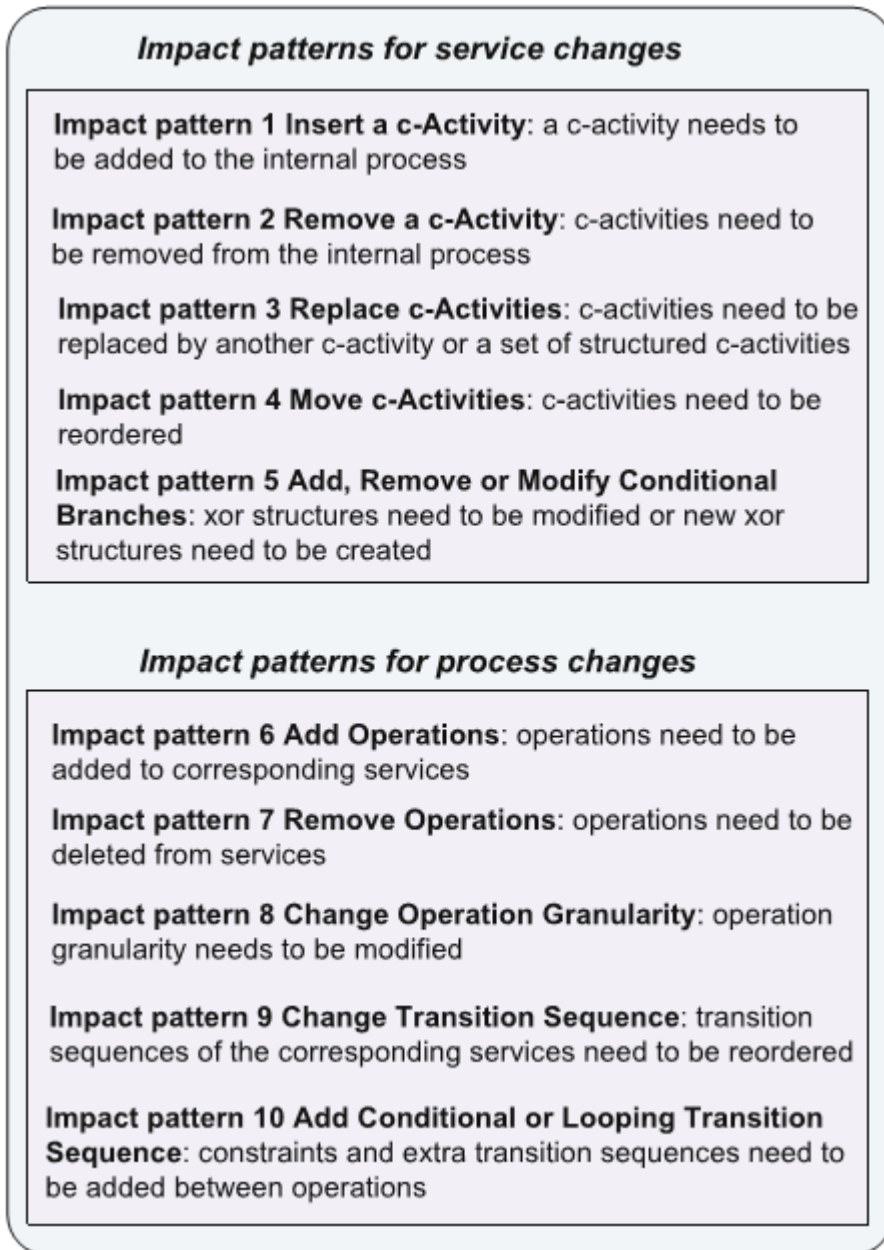 Impact patterns for service changes
Impact pattern 1 Insert a c-Activity: a c-activity needs to
be added to the internal process
Impact pattern 2 Remove a c-Activity: c-activities need to
be removed from the internal process
Impact pattern 3 Replace c-Activities: c-activities need to be
replaced by another c-activity or a set of structured c-activities
Impact pattern 4 Move c-Activities: c-activities need to be
reordered
Impact pattern 5 Add, Remove or Modify Conditional
Branches: xor structures need to be modified or new xor
structures need to be created
Impact patterns for process changes
Impact pattern 6 Add Operations: operations need to be
added to corresponding services
Impact pattern 7 Remove Operations: operations need to be
deleted from services
Impact pattern 8 Change Operation Granularity: operation
granularity needs to be modified
Impact pattern 9 Change Transition Sequence: transition
sequences of the corresponding services need to be reordered
Impact pattern 10 Add Conditional or Looping Transition
Sequence: constraints and extra transition sequences need to
be added between operations